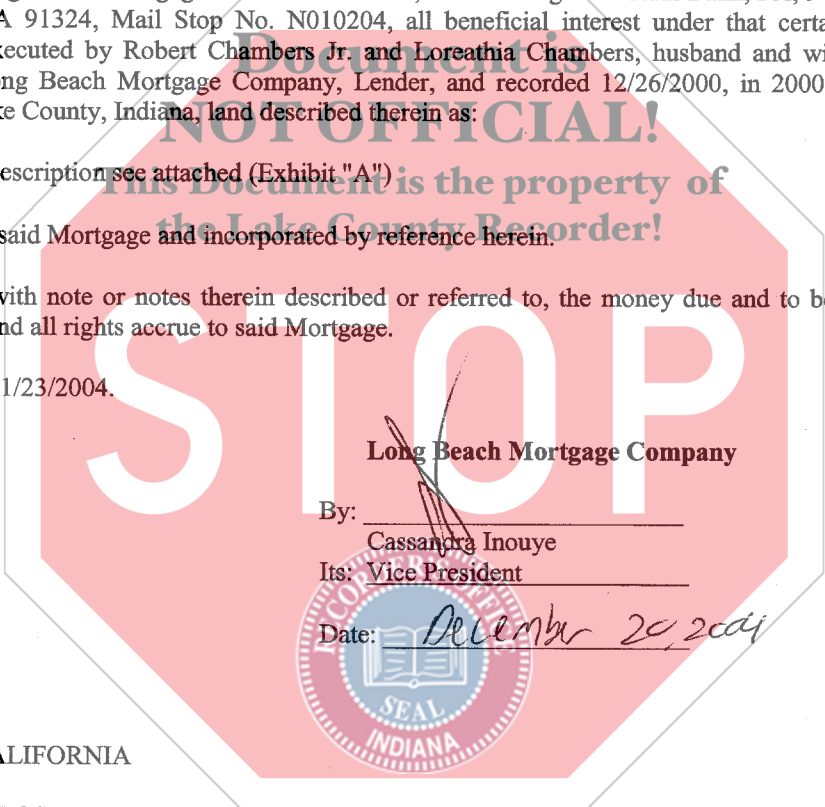 A 91324, Mail Stop No. N010204, all beneficial interest under that certa
xecuted by Robert Chambers Jr. and Loreathia Chambers, husband and wi
Document is
ng Beach Mortgage Company, Lender, and recorded 12/26/2000, in 2000
e County, Indiana, land described therein as:
NOT OFFICIAL!
escription see attached (Exhibit "A")
This Document is the property of
the Lake County Recorder!
said Mortgage and incorporated by reference herein.
with note or notes therein described or referred to, the money due and to b
nd all rights accrue to said Mortgage.
STOP
1/23/2004.
Long Beach Mortgage Company
By:
Cassandra Inouye
Its: Vice President
Date: December 20, 2004
RECORDER'S OFFICE
SEAL
INDIANA
ALIFORNIA